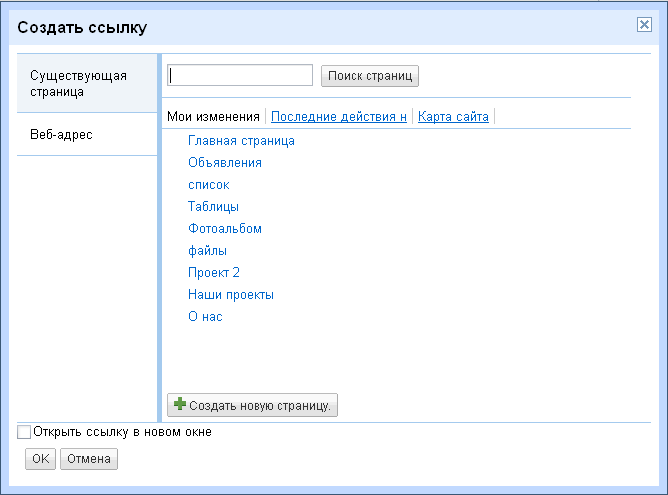 Создать ссылку
Существующая
страница
Веб-адрес
Поиск страниц
Мои изменения Последние действия н Карта сайта
Главная страница
Объявления
список
Таблицы
Фотоальбом
файлы
Проект 2
Наши проекты
О нас
Создать новую страницу.
Открыть ссылку в новом окне
OK Отмена